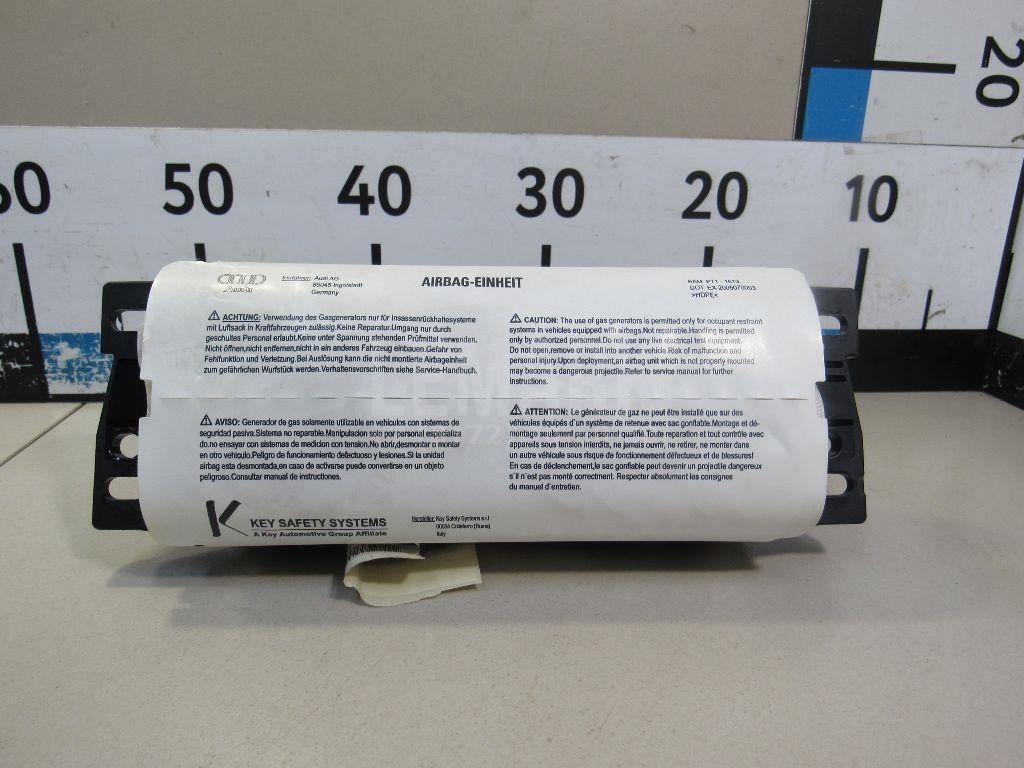 20
60 50 40 30 20 10
Audi
Einführer: Audi AG
85045 Ingolstadt
Germany
AIRBAG-EINHEIT
BAM-PT1 - 1613
DOT EX-2005070003
>HDPE<
ACHTUNG: Verwendung des Gasgenerators nur für Insassenrückhaltesysteme
mit Luftsack in Kraftfahrzeugen zulässig.Keine Reparatur.Umgang nur durch
geschultes Personal erlaubt.Keine unter Spannung stehenden Prüfmittel verwenden.
Nicht öffnen,nicht entfernen,nicht in ein anderes Fahrzeug einbauen.Gefahr von
Fehlfunktion und Verletzung.Bei Auslösung kann die nicht montierte Airbageinheit
zum gefährlichen Wurfstück werden.Verhaltensvorschriften siehe Service-Handbuch.
CAUTION: The use of gas generators is permitted only for occupant restraint
systems in vehicles equipped with airbags.Not reparable.Handling is permitted
only by authorized personnel.Do not use any live electrical test equipment.
Do not open,remove or install into another vehicle.Risk of malfunction and
personal injury.Upon deployment,an airbag unit which is not properly mounted
may become a dangerous projectile.Refer to service manual for further
instructions.
AVISO: Generador de gas solamente utilizable en vehiculos con sistemas de
seguridad pasiva.Sistema no reparable.Manipulacion solo por personal especializa
do.no ensayar con sistemas de medicion con tension.No abrir,desmontar o montar
en otro vehiculo.Peligro de funcionamiento defectuoso y lesiones.Si la unidad
airbag esta desmontada,en caso de activarse puede convertirse en un objeto
peligroso.Consultar manual de instrucciones.
ATTENTION: Le générateur de gaz ne peut être installé que sur des
véhicules équipés d'un système de retenue avec sac gonflable.Montage et dé-
montage seulement par personnel qualifié.Toute reparation et tout contrôle avec
appareils sous tension interdits, ne jamais ouvrir, ne retirer, ne monter dans
un autre véhicule sous risque de fonctionnement défectueux et de blessures!
En cas de déclenchement,le sac gonflable peut devenir un projectile dangereux
s'il n'est pas monté correctment. Respecter absolument les consignes
du manuel d'entretien.
K KEY SAFETY SYSTEMS
A Key Automotive Group Affiliate
Hersteller: Key Safety Systems s.r.l
00034 Colleferro (Roma)
Italy